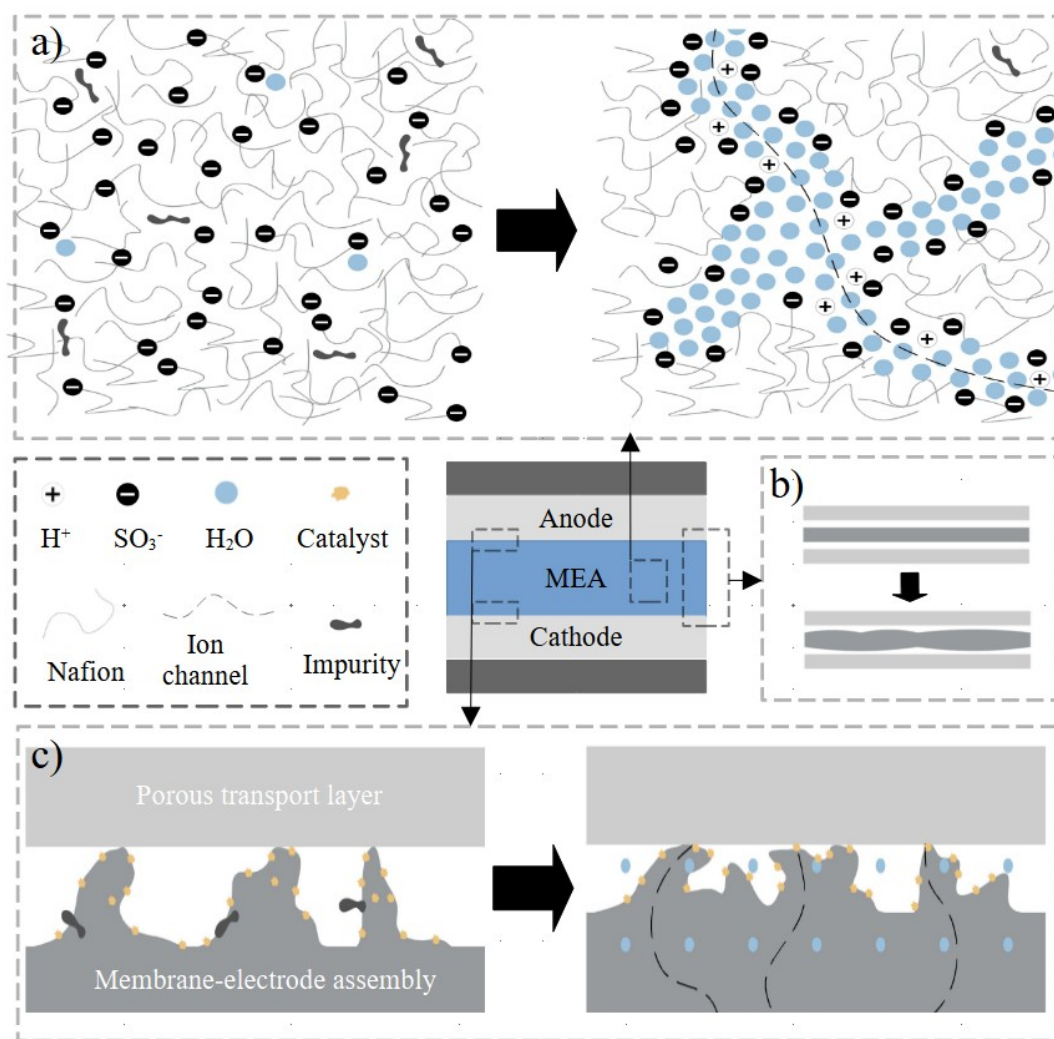 a)
H⁺
SO₃⁻
H₂O
Catalyst
Nafion
Ion
channel
Impurity
Anode
MEA
Cathode
b)
c)
Porous transport layer
Membrane-electrode assembly